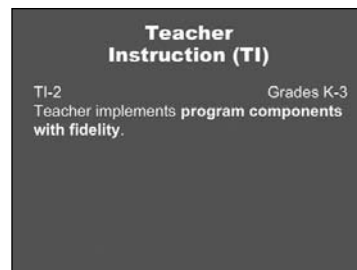 Teacher
Instruction (TI)
TI-2 Grades K-3
Teacher implements program components
with fidelity.